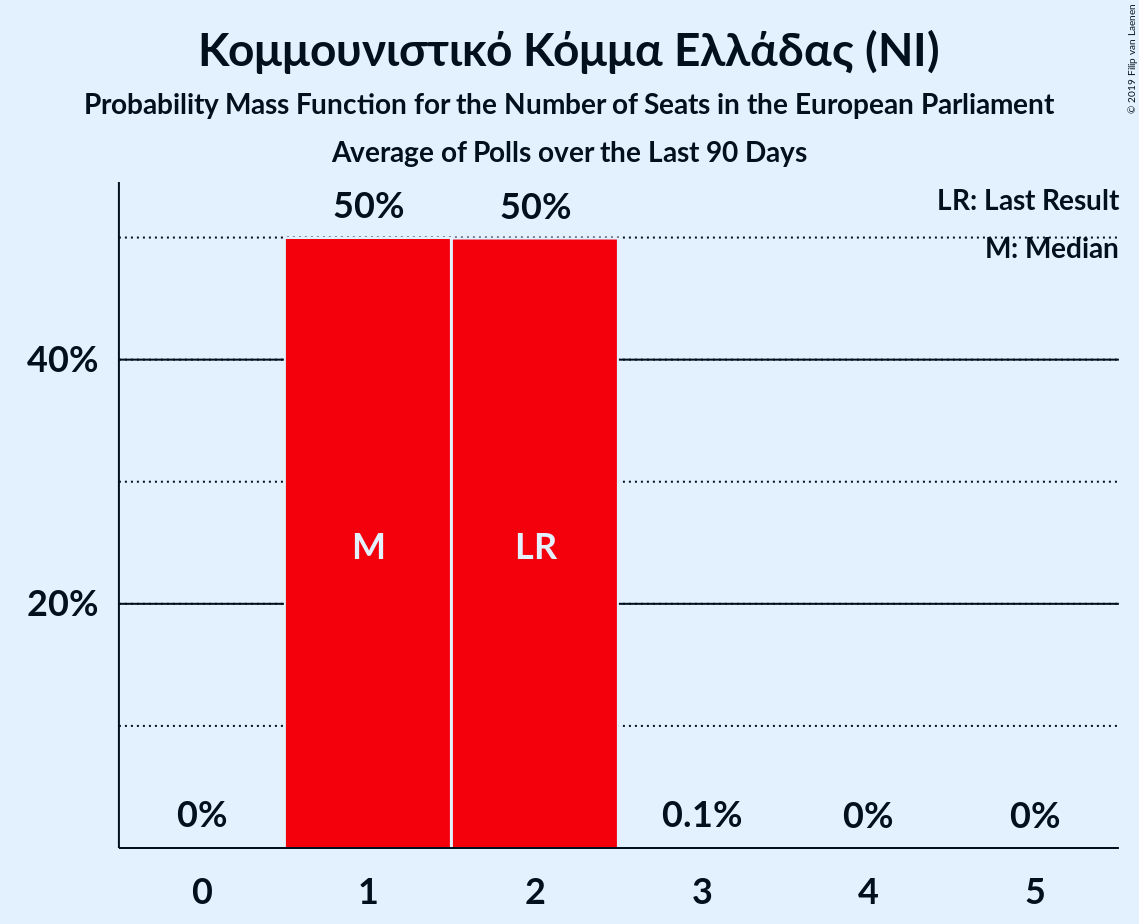 Κομμουνιστικό Κόμμα Ελλάδας (NI)
Probability Mass Function for the Number of Seats in the European Parliament
Average of Polls over the Last 90 Days
© 2019 Filip van Laenen
50% 50%
LR: Last Result
M: Median
40%
M LR
20%
0% 0.1% 0% 0%
0 1 2 3 4 5